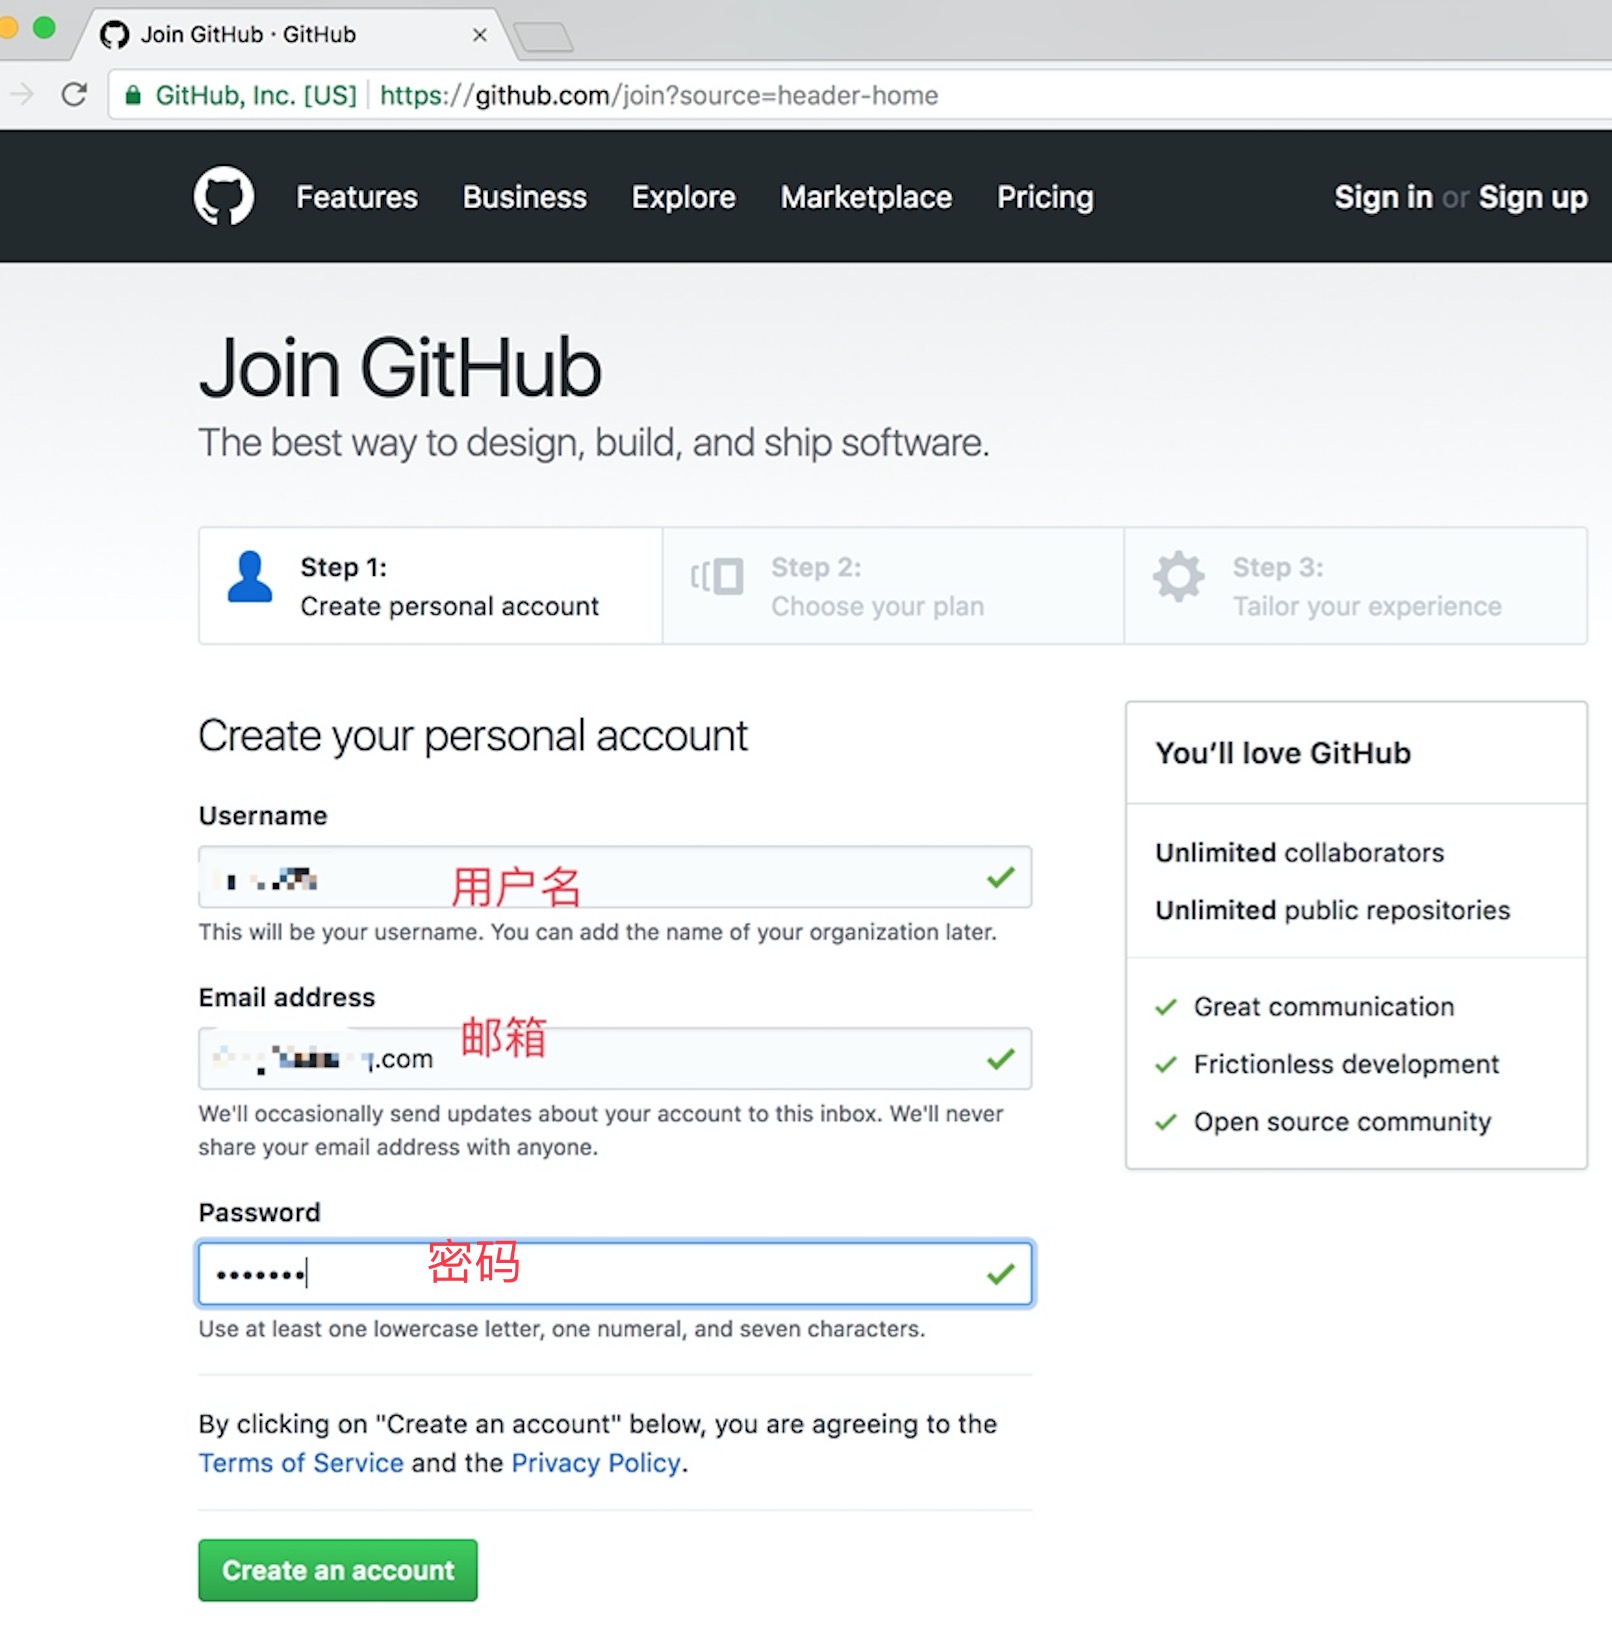 Join GitHub · GitHub
GitHub, Inc. [US] https://github.com/join?source=header-home
Features Business Explore Marketplace Pricing Sign in or Sign up
Join GitHub
The best way to design, build, and ship software.
Step 1:
Create personal account
Step 2:
Choose your plan
Step 3:
Tailor your experience
Create your personal account
Username
用户名
This will be your username. You can add the name of your organization later.
Email address
.com 邮箱
We'll occasionally send updates about your account to this inbox. We'll never
share your email address with anyone.
Password
••••••• 密码
Use at least one lowercase letter, one numeral, and seven characters.
By clicking on "Create an account" below, you are agreeing to the
Terms of Service and the Privacy Policy.
Create an account
You'll love GitHub
Unlimited collaborators
Unlimited public repositories
Great communication
Frictionless development
Open source community